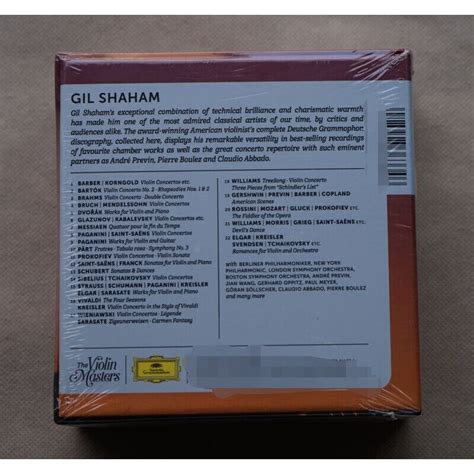 GIL SHAHAM
Gil Shaham's exceptional combination of technical brilliance and charismatic warmth
has made him one of the most admired classical artists of our time, by critics and
audiences alike. The award-winning American violinist's complete Deutsche Grammophon
discography, collected here, displays his remarkable versatility in best-selling recordings
of favourite chamber works as well as the great concerto repertoire with such eminent
partners as André Previn, Pierre Boulez and Claudio Abbado.
BARBER | KORNGOLD Violin Concertos etc.
BARTÓK Violin Concerto No. 2 · Rhapsodies Nos. 1 & 2
BRAHMS Violin Concerto · Double Concerto
BRUCH | MENDELSSOHN Violin Concertos
DVOŘÁK Works for Violin and Piano
GLAZUNOV | KABALEVSKY Violin Concertos etc.
MESSIAEN Quatuor pour la fin du Temps
PAGANINI | SAINT-SAËNS Violin Concertos
PAGANINI Works for Violin and Guitar
PÄRT Fratres · Tabula rasa · Symphony No. 3
PROKOFIEV Violin Concertos · Violin Sonata
SAINT-SAËNS | FRANCK Sonatas for Violin and Piano
SCHUBERT Sonatas & Dances
SIBELIUS | TCHAIKOVSKY Violin Concertos etc.
STRAUSS | SCHUMANN | PAGANINI | KREISLER
ELGAR | SARASATE Works for Violin and Piano
VIVALDI The Four Seasons
KREISLER Violin Concerto in the Style of Vivaldi
WIENIAWSKI Violin Concertos · Légende
SARASATE Zigeunerweisen · Carmen Fantasy
WILLIAMS Treesong · Violin Concerto
Three Pieces from "Schindler's List"
GERSHWIN | PREVIN | BARBER | COPLAND
American Scenes
ROSSINI | MOZART | GLUCK | PROKOFIEV ETC.
The Fiddler of the Opera
WILLIAMS | MORRIS | GRIEG | SAINT-SAËNS ETC.
Devil's Dance
ELGAR | KREISLER
SVENDSEN | TCHAIKOVSKY ETC.
Romances for Violin and Orchestra
with BERLINER PHILHARMONIKER, NEW YORK
PHILHARMONIC, LONDON SYMPHONY ORCHESTRA,
BOSTON SYMPHONY ORCHESTRA,
JIAN WANG, GERHARD OPPITZ, PAUL MEYER,
GÖRAN SÖLLSCHER, CLAUDIO ABBADO, PIERRE BOULEZ
and many more
The
Violin
Masters